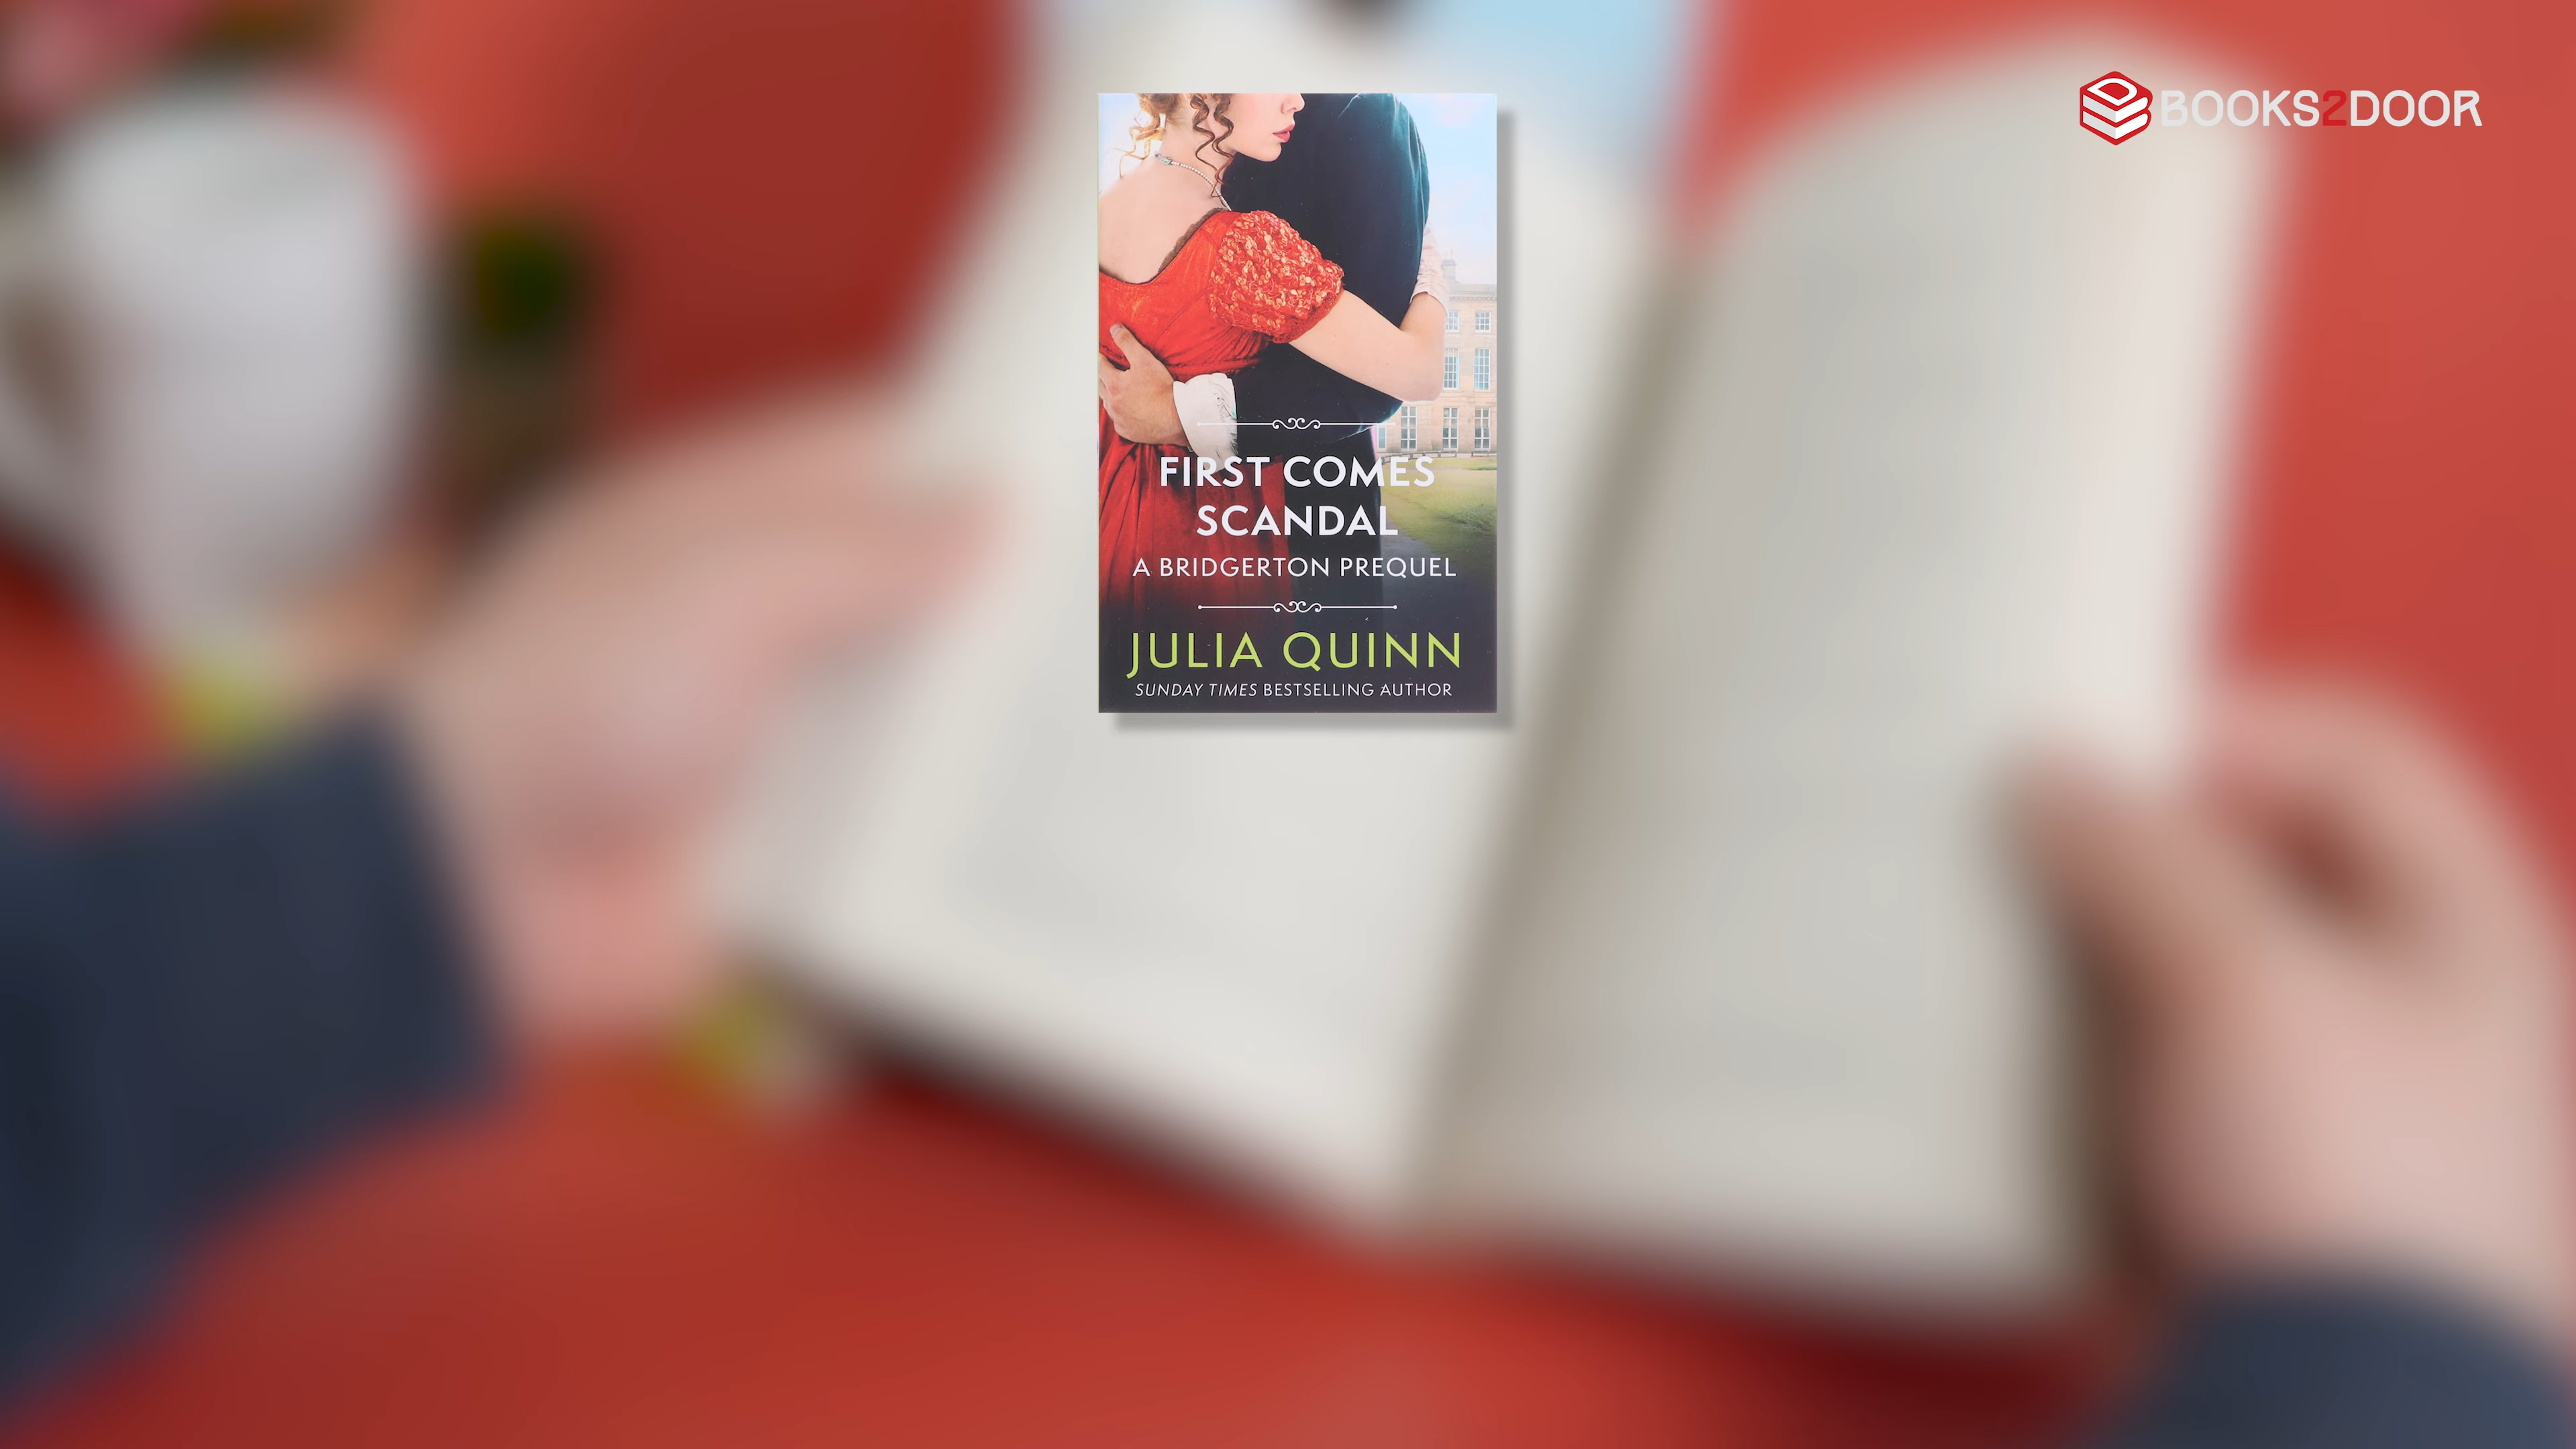 BOOKS2DOOR
FIRST COMES
SCANDAL
A BRIDGERTON PREQUEL
JULIA QUINN
SUNDAY TIMES BESTSELLING AUTHOR